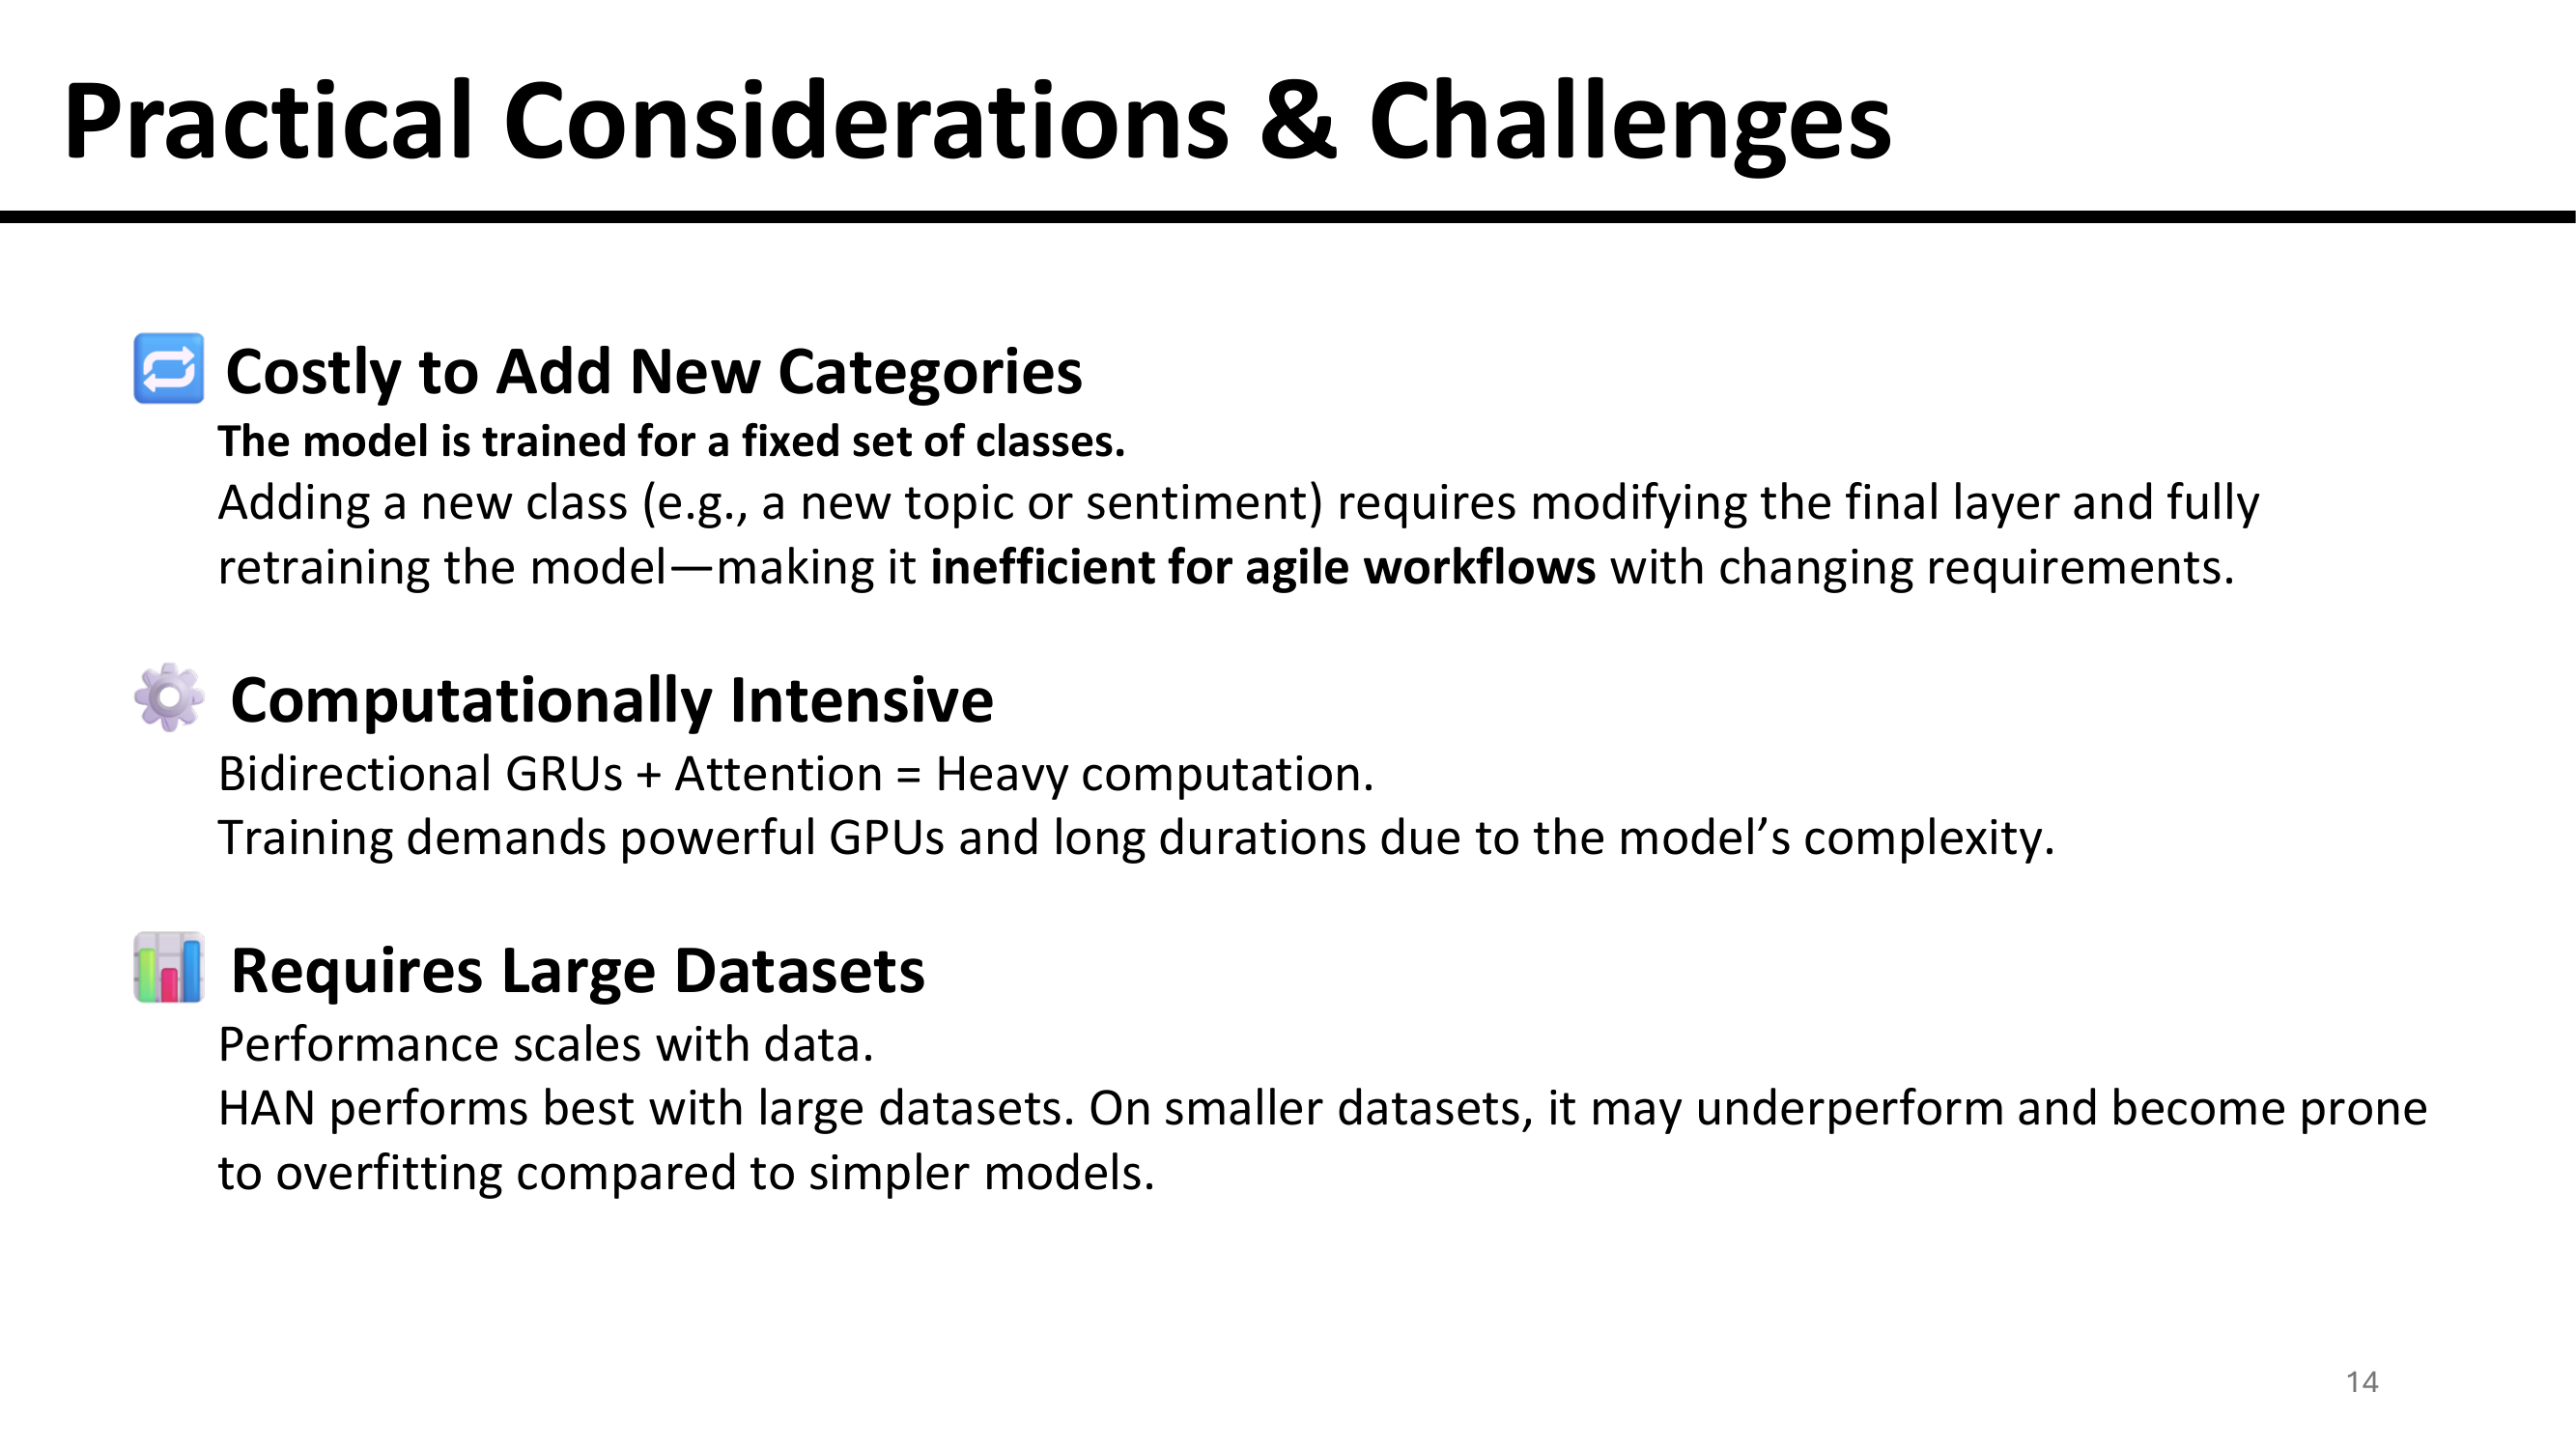 Practical Considerations & Challenges
Costly to Add New Categories
The model is trained for a fixed set of classes.
Adding a new class (e.g., a new topic or sentiment) requires modifying the final layer and fully
retraining the model—making it inefficient for agile workflows with changing requirements.
Computationally Intensive
Bidirectional GRUs + Attention = Heavy computation.
Training demands powerful GPUs and long durations due to the model’s complexity.
Requires Large Datasets
Performance scales with data.
HAN performs best with large datasets. On smaller datasets, it may underperform and become prone
to overfitting compared to simpler models.
14